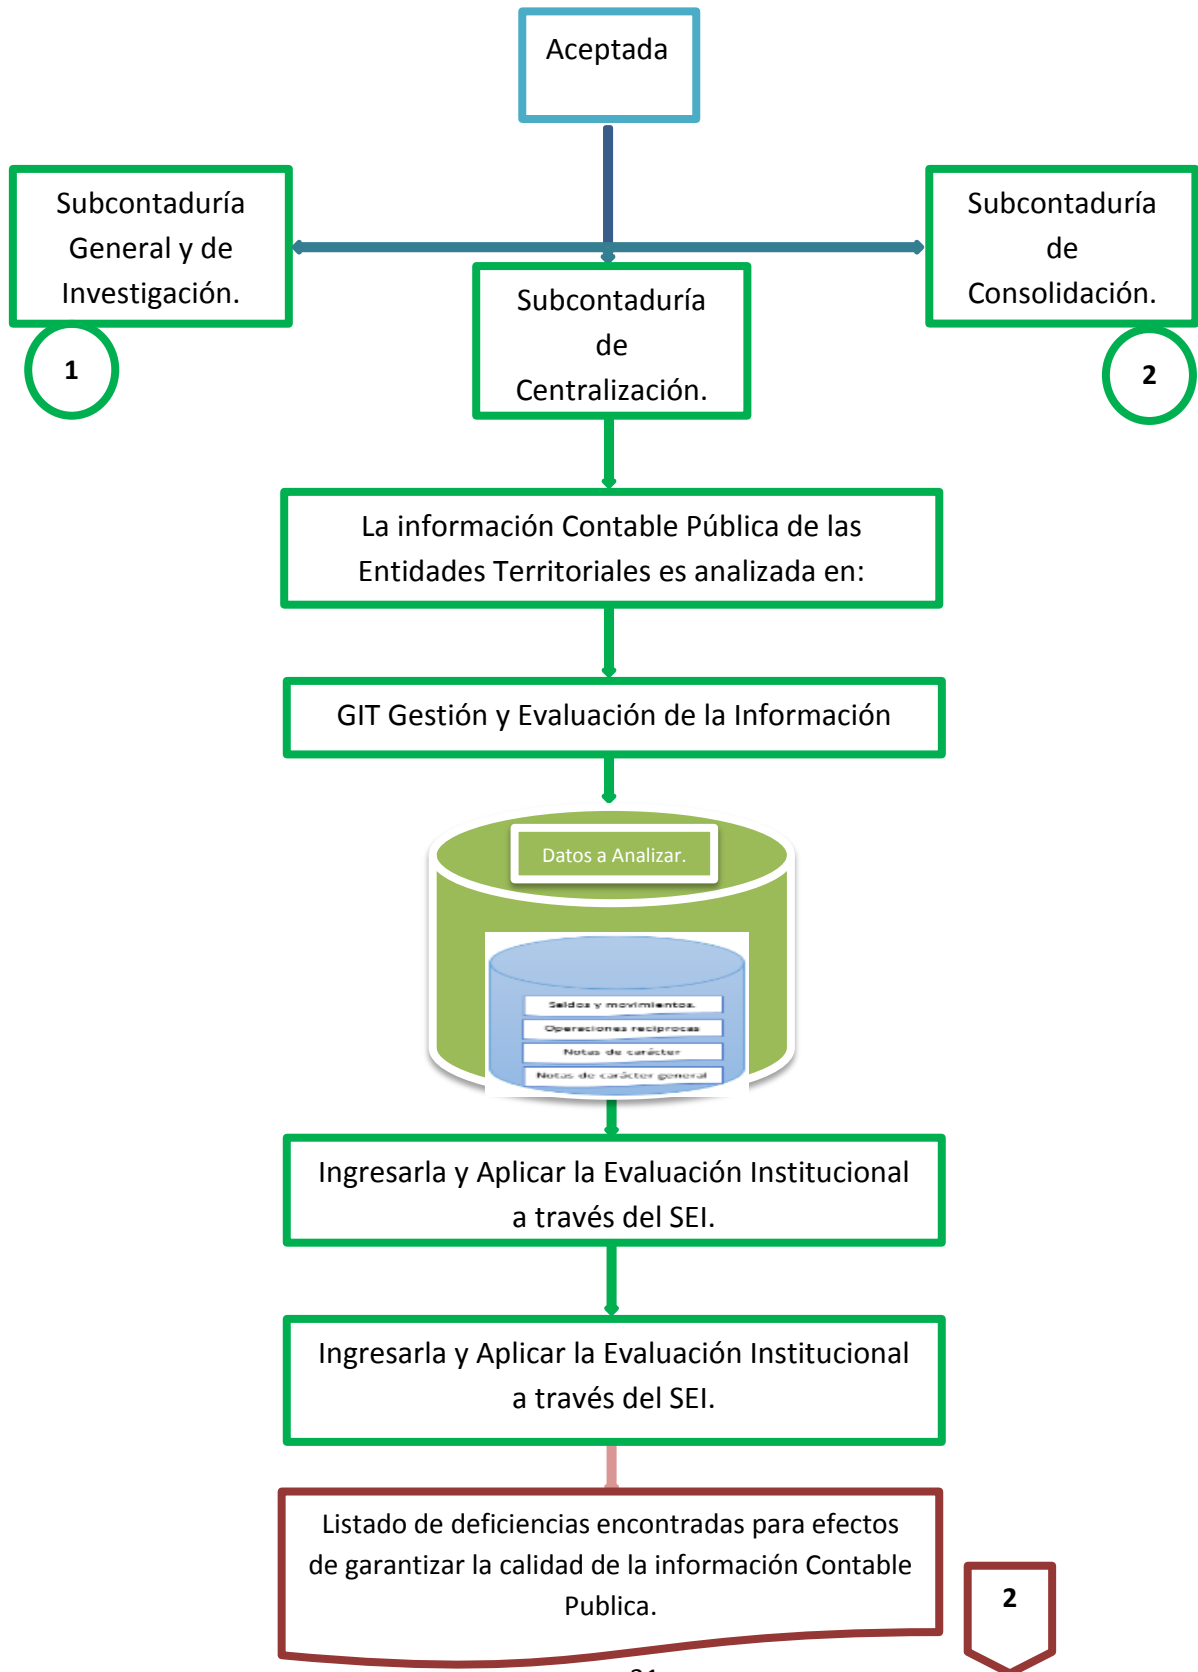 Aceptada
Subcontaduría
General y de
Investigación.
1
Subcontaduría
de
Centralización.
Subcontaduría
de
Consolidación.
2
La información Contable Pública de las
Entidades Territoriales es analizada en:
GIT Gestión y Evaluación de la Información
Datos a Analizar.
Saldos y movimientos.
Operaciones reciprocas
Notas de carácter
Notas de carácter general
Ingresarla y Aplicar la Evaluación Institucional
a través del SEI.
Ingresarla y Aplicar la Evaluación Institucional
a través del SEI.
Listado de deficiencias encontradas para efectos
de garantizar la calidad de la información Contable
Publica.
2